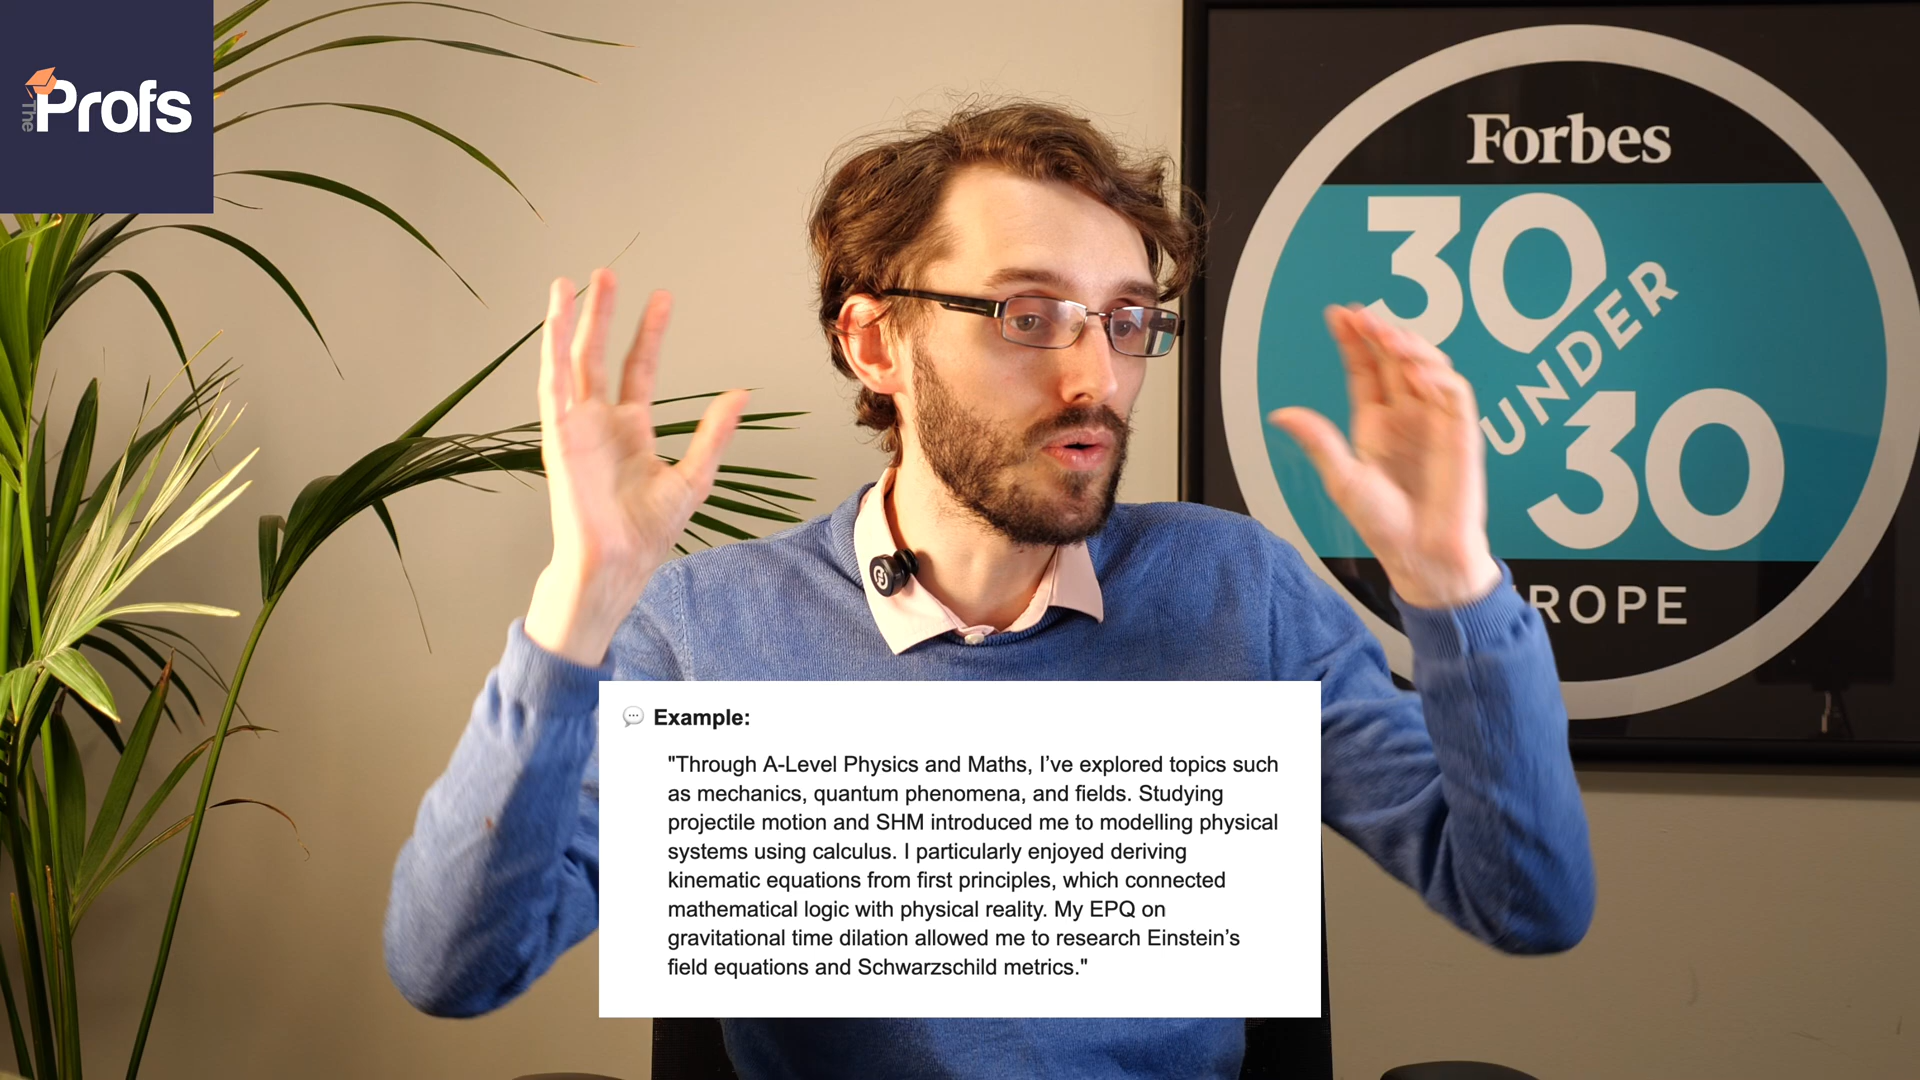 The
Profs
Forbes
30
UNDER
30
ROPE
Example:
"Through A-Level Physics and Maths, I’ve explored topics such
as mechanics, quantum phenomena, and fields. Studying
projectile motion and SHM introduced me to modelling physical
systems using calculus. I particularly enjoyed deriving
kinematic equations from first principles, which connected
mathematical logic with physical reality. My EPQ on
gravitational time dilation allowed me to research Einstein’s
field equations and Schwarzschild metrics."